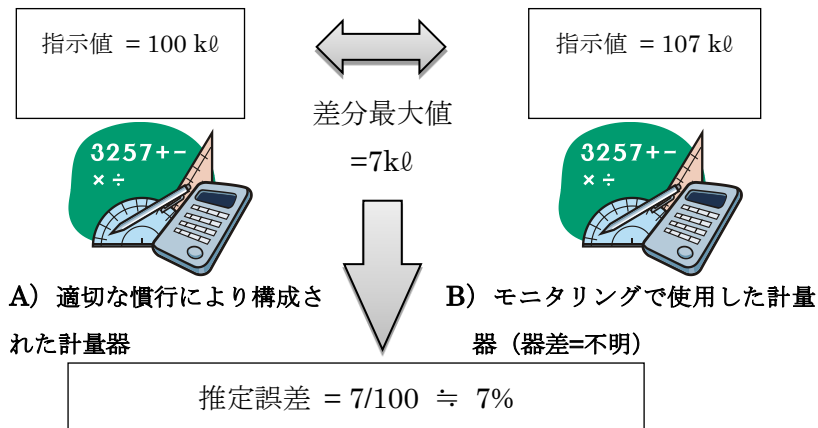 指示値 = 100 kℓ
指示値 = 107 kℓ
差分最大値
=7kℓ
3257+−
× ÷
3257+−
× ÷
A）適切な慣行により構成さ
れた計量器
B）モニタリングで使用した計量
器（器差=不明）
推定誤差 = 7/100 ≒ 7%